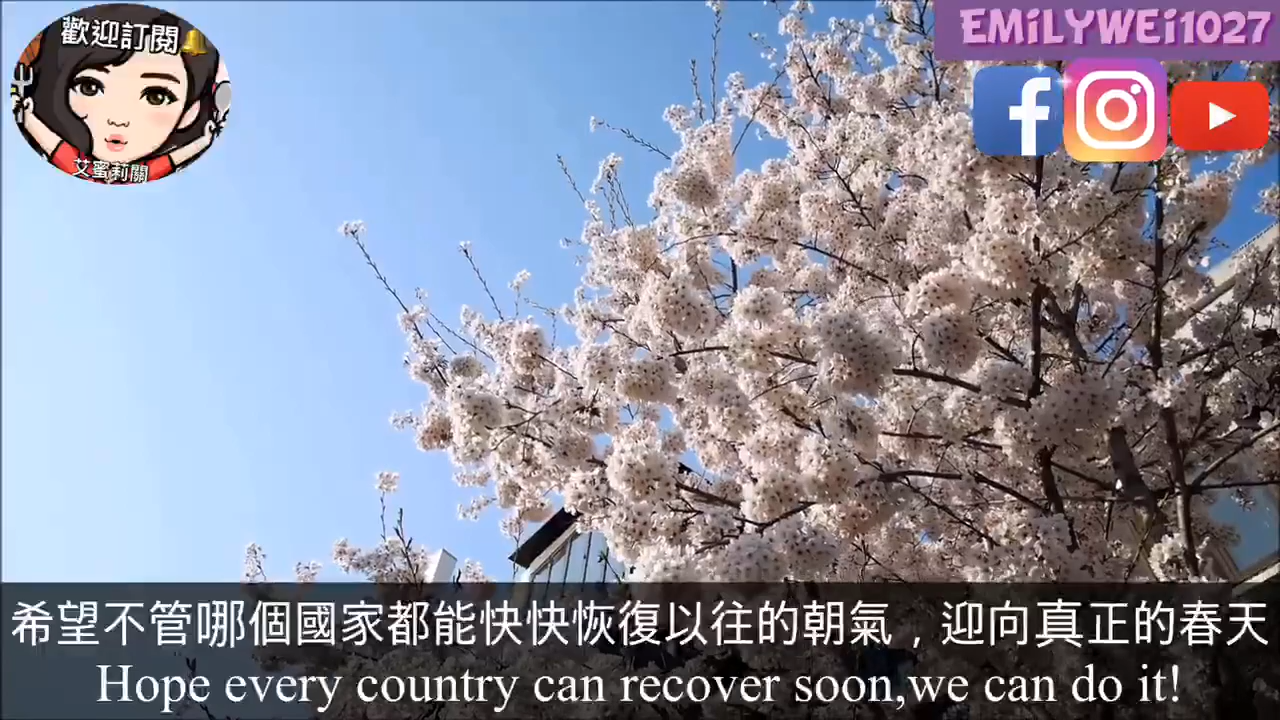 歡迎訂閱
艾蜜莉關
EMiLYWEi1027
希望不管哪個國家都能快快恢復以往的朝氣，迎向真正的春天
Hope every country can recover soon,we can do it!